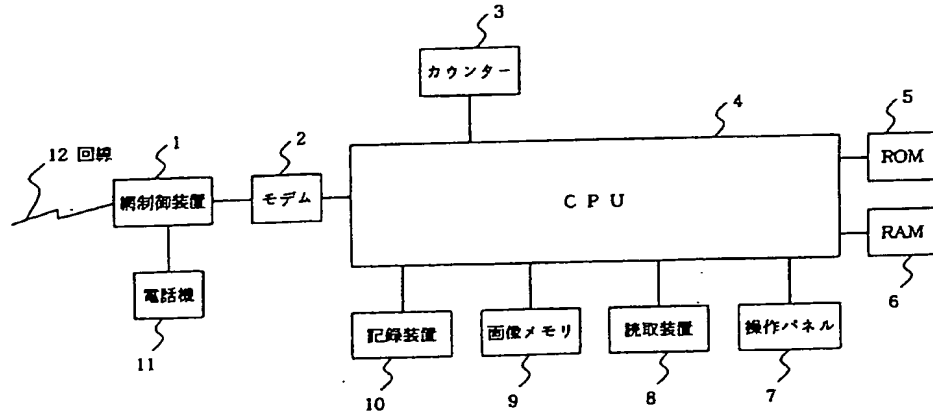 3
カウンター
4
5
ROM
12 回線
1
2
網制御装置
モデム
CPU
RAM
6
電話機
11
記録装置
画像メモリ
読取装置
操作パネル
10
9
8
7